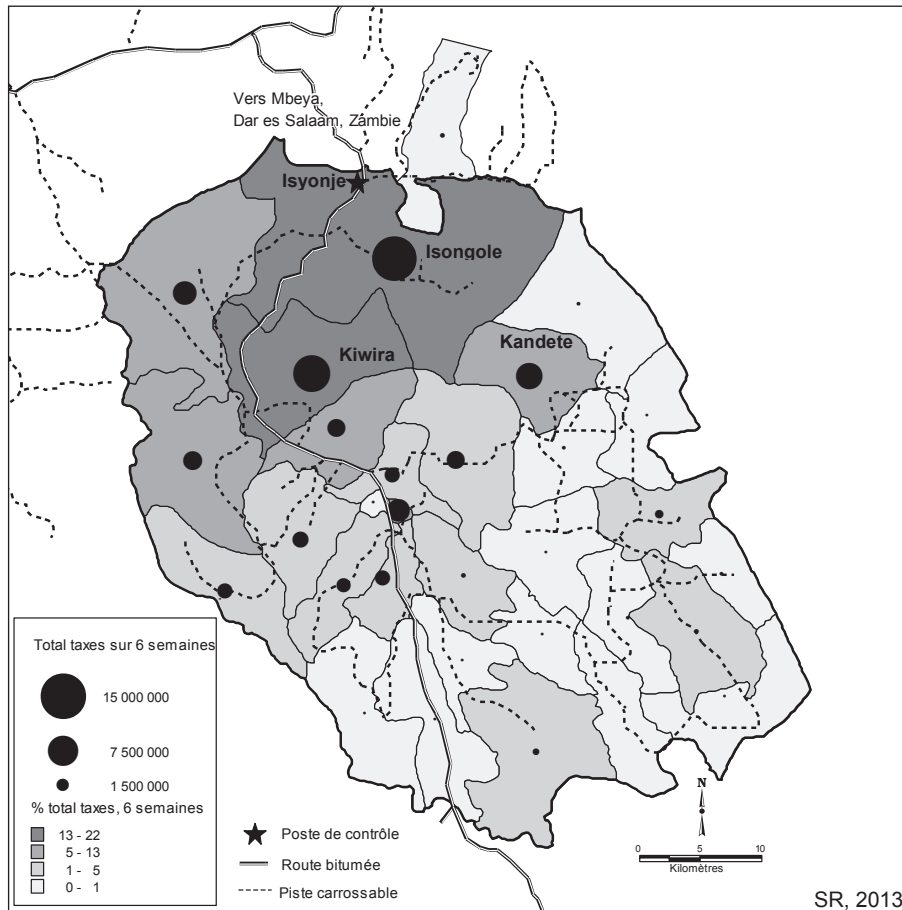 Vers Mbeya,
Dar es Salaam, Zambie
Isyonje
Isongole
Kiwira
Kandete
Total taxes sur 6 semaines
15 000 000
7 500 000
1 500 000
% total taxes, 6 semaines
13 - 22
5 - 13
1 - 5
0 - 1
Poste de contrôle
Route bitumée
Piste carrossable
N
0 5 10
Kilomètres
SR, 2013